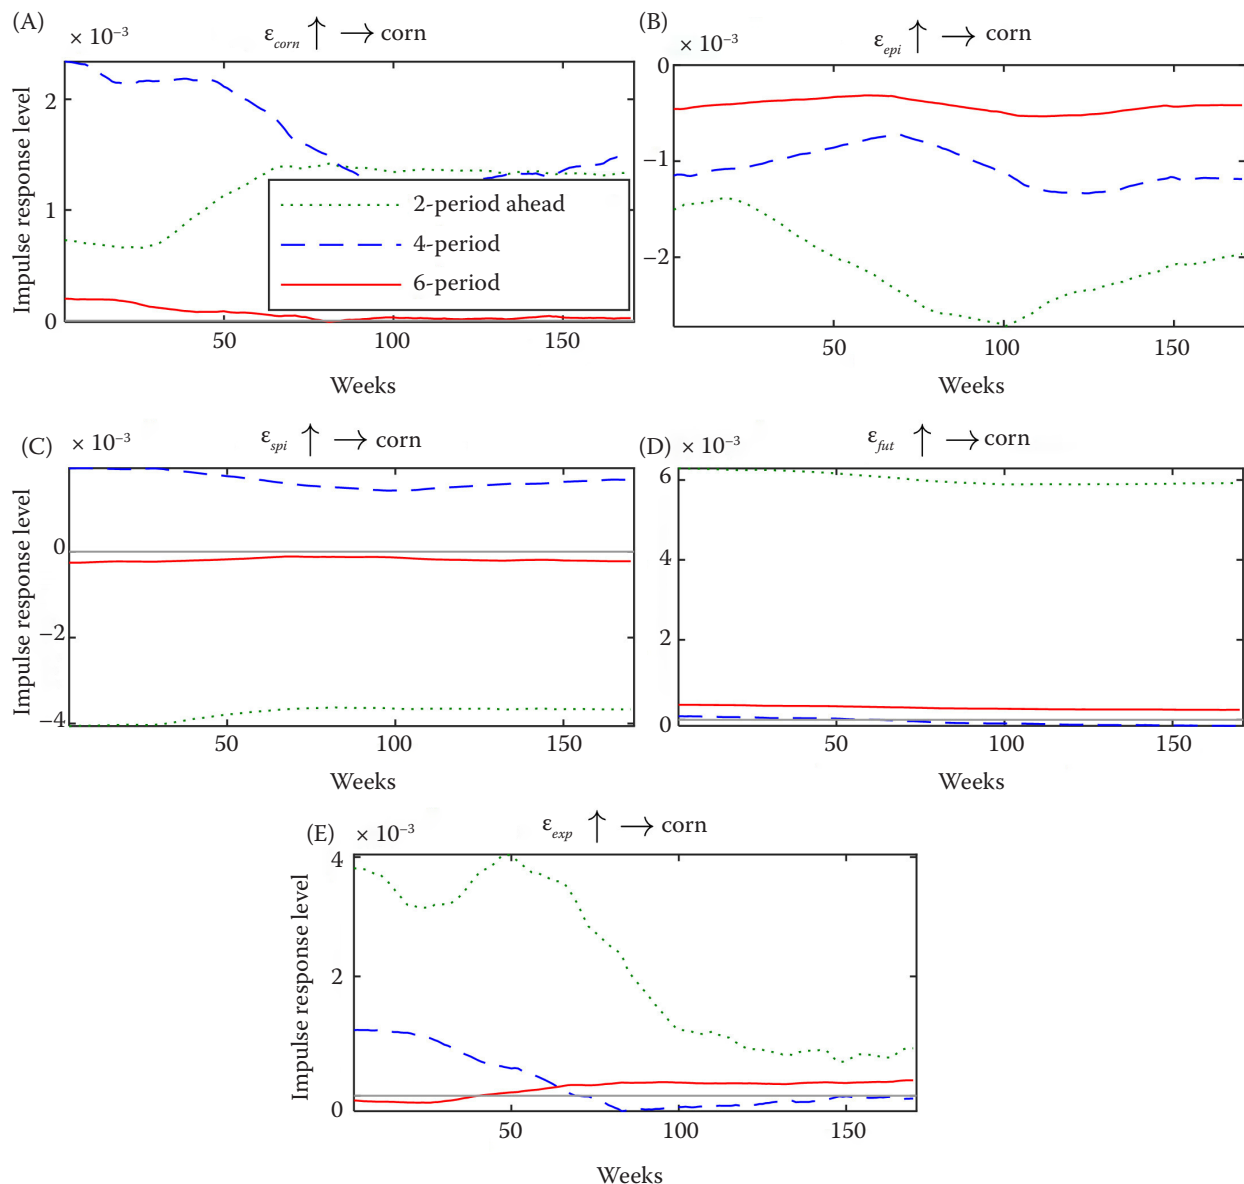 (A)
× 10⁻³
ε_corn ↑ → corn
Impulse response level
2
1
0
50
100
150
Weeks
2-period ahead
4-period
6-period
(B)
× 10⁻³
ε_epi ↑ → corn
0
−1
−2
50
100
150
Weeks
(C)
× 10⁻³
ε_spi ↑ → corn
Impulse response level
0
−2
−4
50
100
150
Weeks
(D)
× 10⁻³
ε_fut ↑ → corn
6
4
2
0
50
100
150
Weeks
(E)
× 10⁻³
ε_exp ↑ → corn
Impulse response level
4
2
0
50
100
150
Weeks